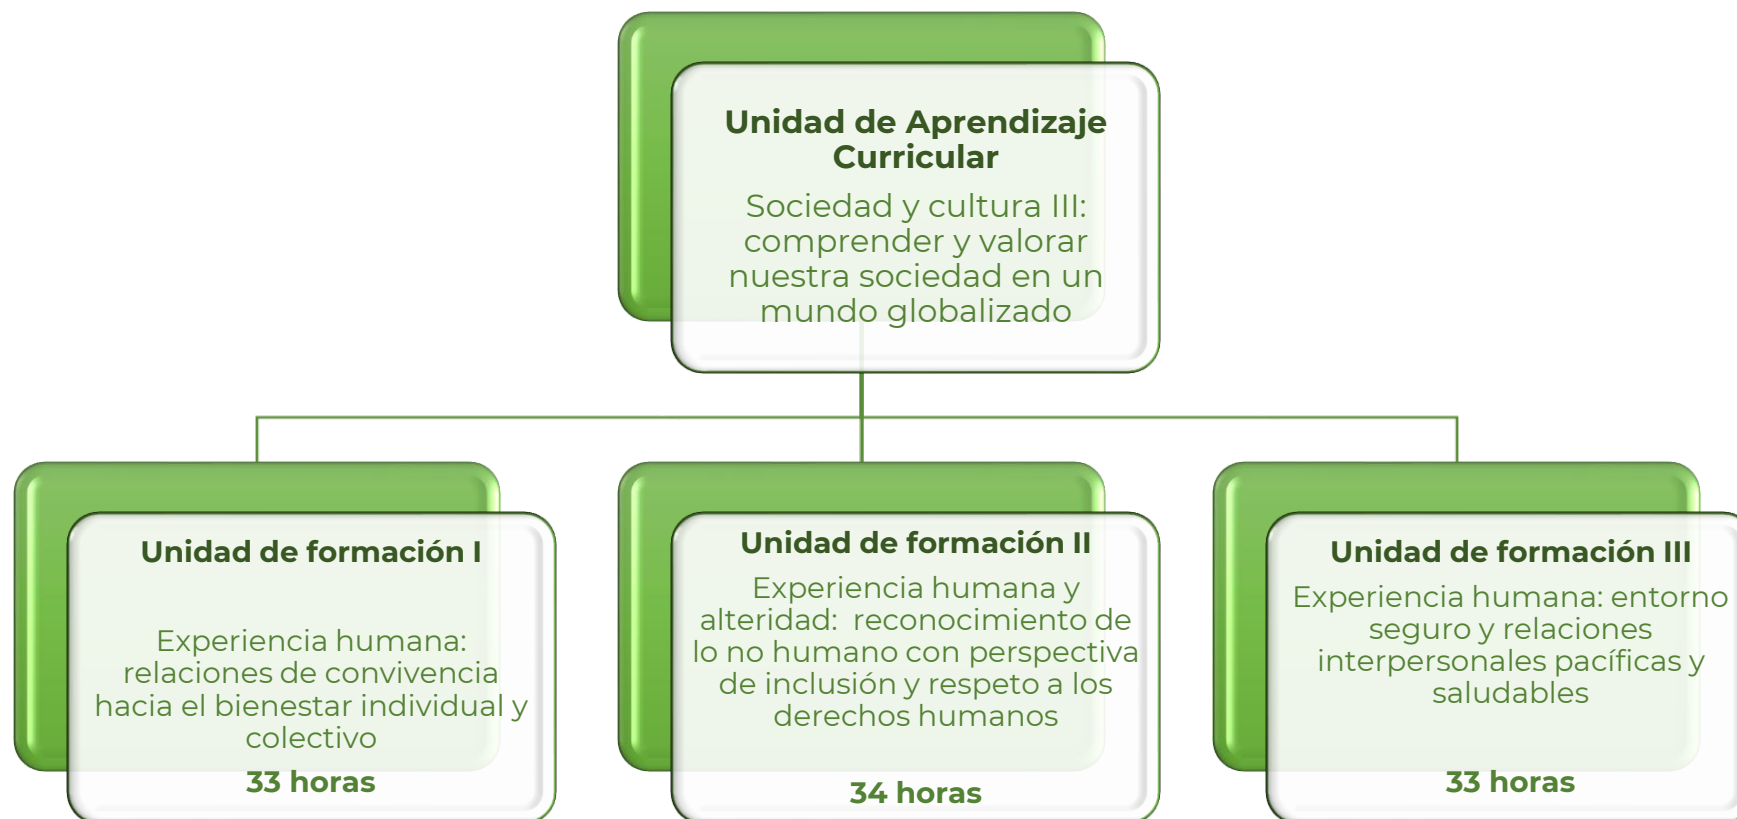 Unidad de Aprendizaje
Curricular
Sociedad y cultura III:
comprender y valorar
nuestra sociedad en un
mundo globalizado
Unidad de formación I
Experiencia humana:
relaciones de convivencia
hacia el bienestar individual y
colectivo
33 horas
Unidad de formación II
Experiencia humana y
alteridad: reconocimiento de
lo no humano con perspectiva
de inclusión y respeto a los
derechos humanos
34 horas
Unidad de formación III
Experiencia humana: entorno
seguro y relaciones
interpersonales pacíficas y
saludables
33 horas